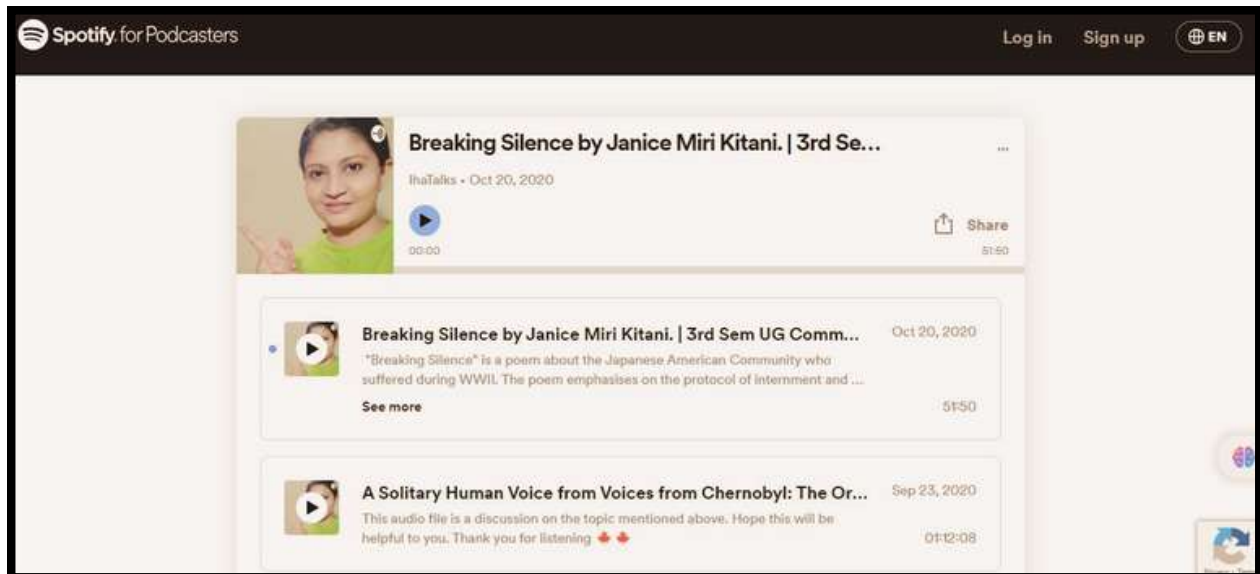 Spotify for Podcasters
Log in
Sign up
EN
Breaking Silence by Janice Miri Kitani. | 3rd Se...
...
IhaTalks • Oct 20, 2020
Share
00:00
51:50
Breaking Silence by Janice Miri Kitani. | 3rd Sem UG Comm...
Oct 20, 2020
"Breaking Silence" is a poem about the Japanese American Community who
suffered during WWII. The poem emphasises on the protocol of internment and ...
See more
51:50
A Solitary Human Voice from Voices from Chernobyl: The Or...
Sep 23, 2020
This audio file is a discussion on the topic mentioned above. Hope this will be
helpful to you. Thank you for listening 🍁 🍁
01:12:08